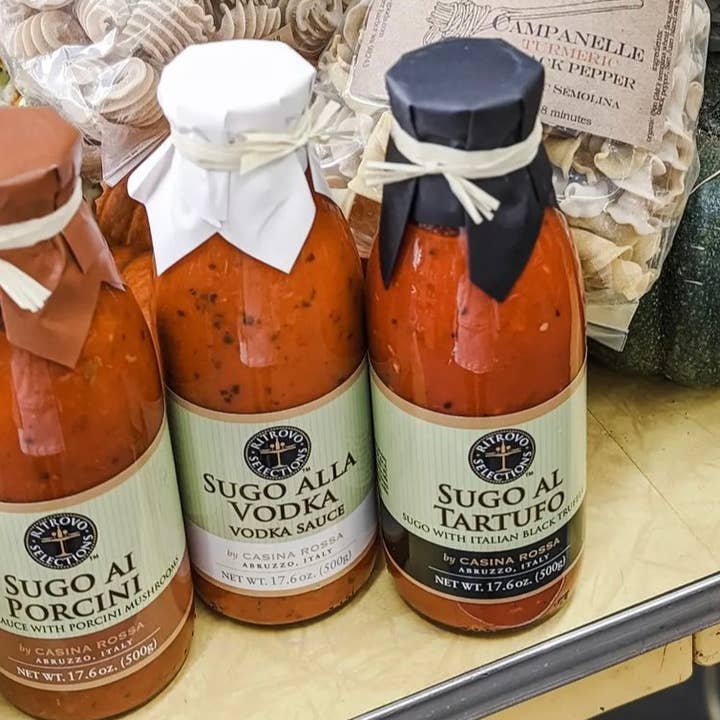 CAMPANELLE
TURMERIC
BLACK PEPPER
SEMOLINA
8 minutes
RITROVO
SELECTIONS
SUGO AI
PORCINI
SAUCE WITH PORCINI MUSHROOMS
by CASINA ROSSA
ABRUZZO, ITALY
NET WT. 17.6 oz. (500g)
RITROVO
SELECTIONS
TM
SUGO ALLA
VODKA
VODKA SAUCE
by CASINA ROSSA
ABRUZZO, ITALY
NET WT. 17.6 oz. (500g)
RITROVO
SELECTIONS
TM
SUGO AL
TARTUFO
SUGO WITH ITALIAN BLACK
by CASINA ROSSA
ABRUZZO, ITALY
NET WT. 17.6 oz. (500g)